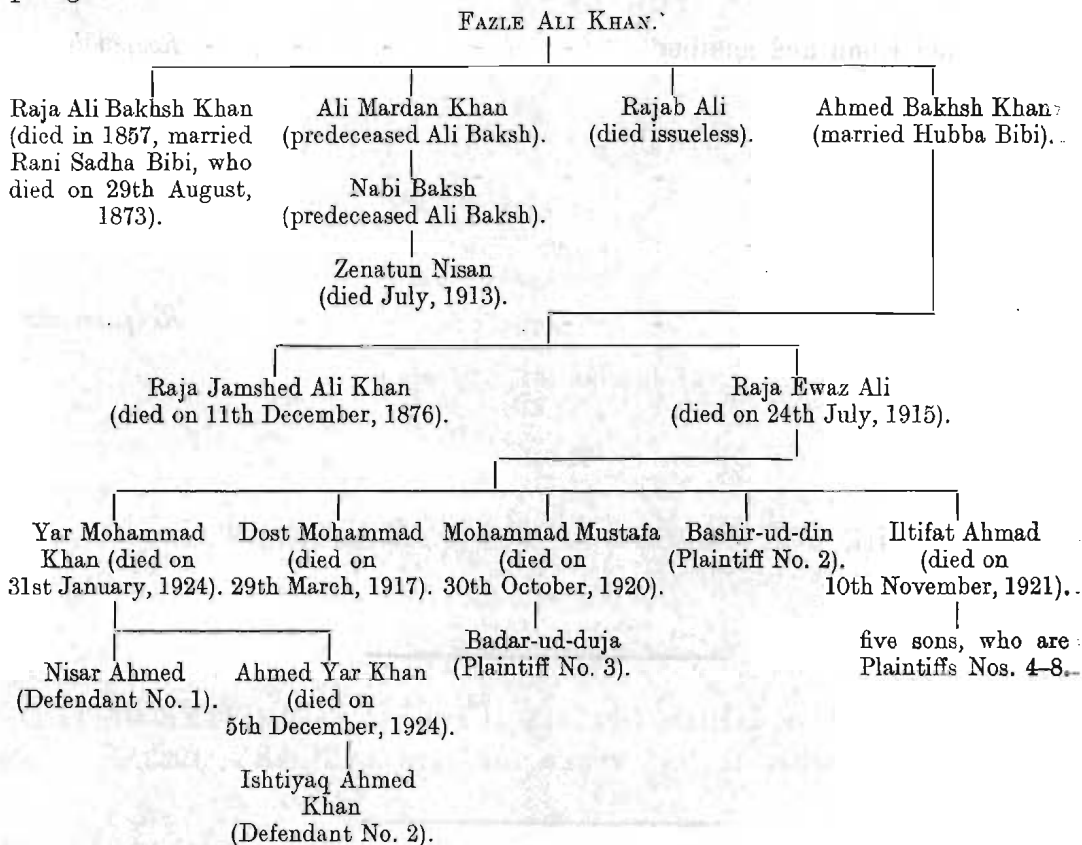 FAZLE ALI KHAN.
Raja Ali Bakhsh Khan
(died in 1857, married
Rani Sadha Bibi, who
died on 29th August,
1873).
Ali Mardan Khan
(predeceased Ali Baksh).
Nabi Baksh
(predeceased Ali Baksh).
Zenatun Nisan
(died July, 1913).
Rajab Ali
(died issueless).
Ahmed Bakhsh Khan
(married Hubba Bibi).
Raja Jamshed Ali Khan
(died on 11th December, 1876).
Raja Ewaz Ali
(died on 24th July, 1915).
Yar Mohammad
Khan (died on
31st January, 1924).
Dost Mohammad
(died on
29th March, 1917).
Mohammad Mustafa
(died on
30th October, 1920).
Bashir-ud-din
(Plaintiff No. 2).
Iltifat Ahmad
(died on
10th November, 1921).
Nisar Ahmed
(Defendant No. 1).
Ahmed Yar Khan
(died on
5th December, 1924).
Badar-ud-duja
(Plaintiff No. 3).
five sons, who are
Plaintiffs Nos. 4–8.
Ishtiyaq Ahmed
Khan
(Defendant No. 2).